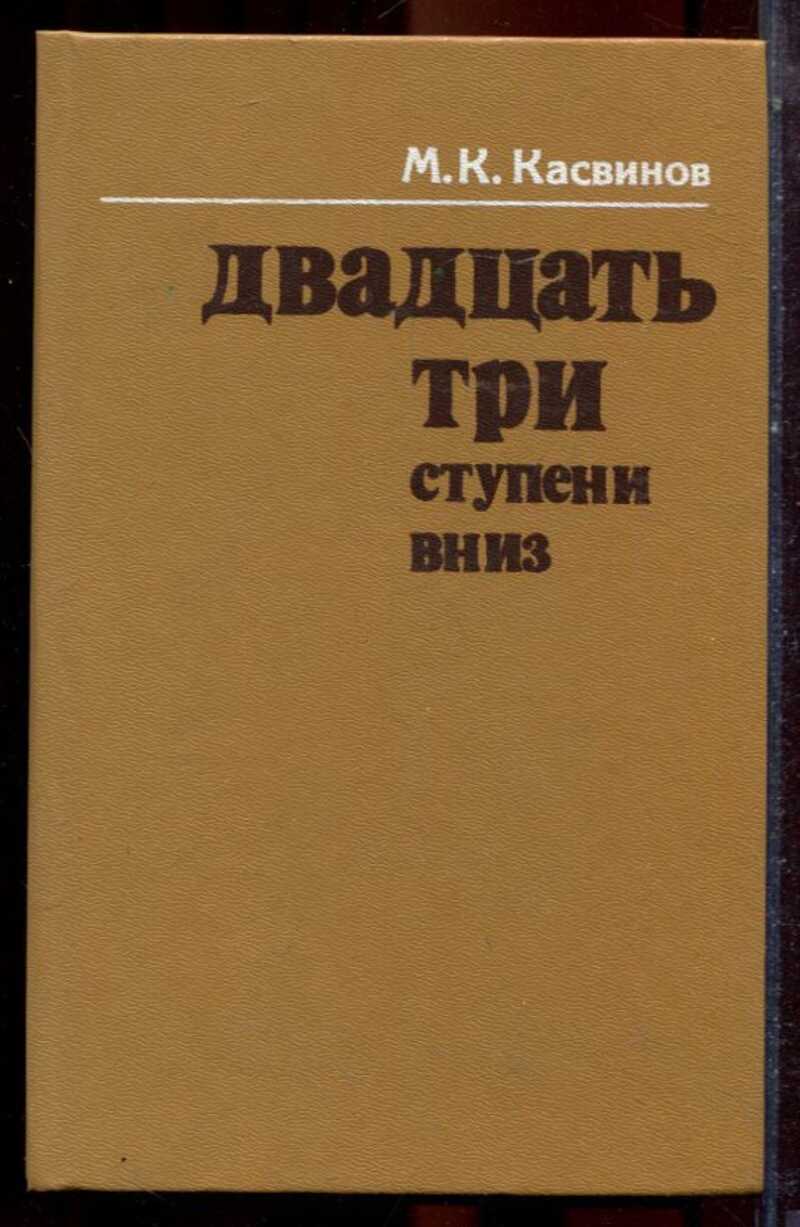 М. К. Касвинов
двадцать
три
ступени
вниз